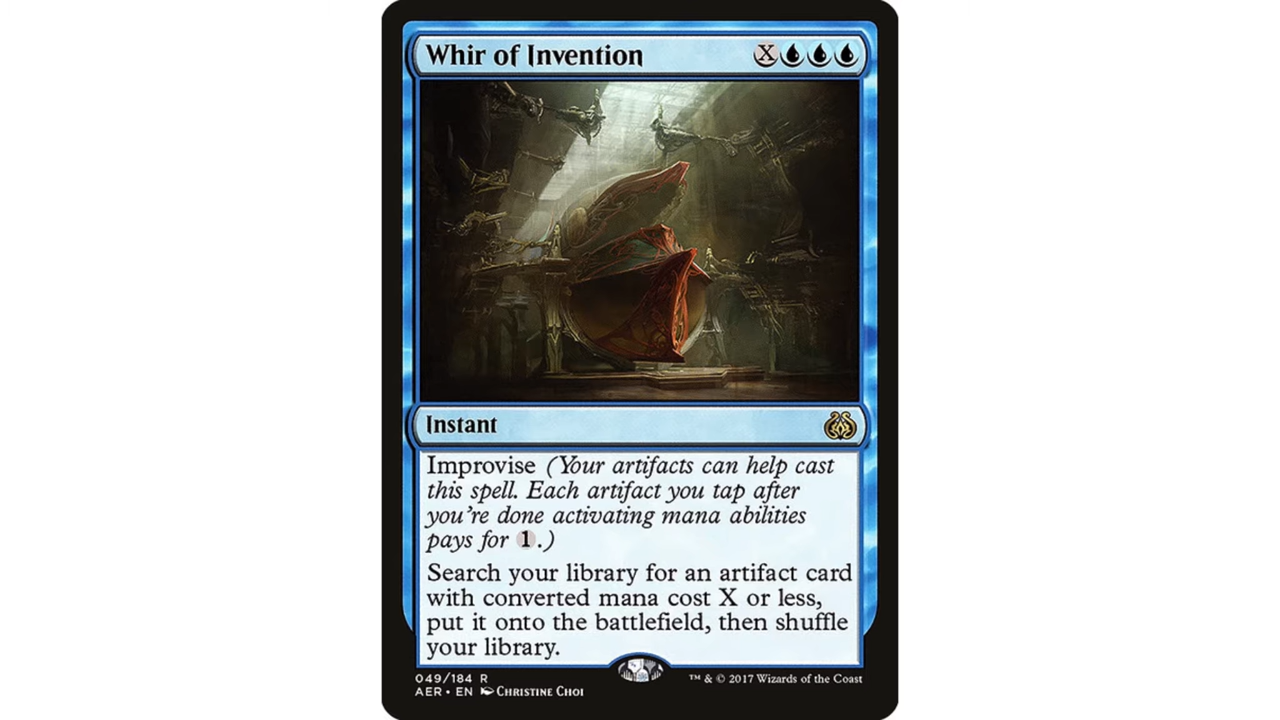 Whir of Invention X
Instant
Improvise (Your artifacts can help cast
this spell. Each artifact you tap after
you're done activating mana abilities
pays for 1.)
Search your library for an artifact card
with converted mana cost X or less,
put it onto the battlefield, then shuffle
your library.
049/184 R
AER • EN Christine Choi
™ & © 2017 Wizards of the Coast